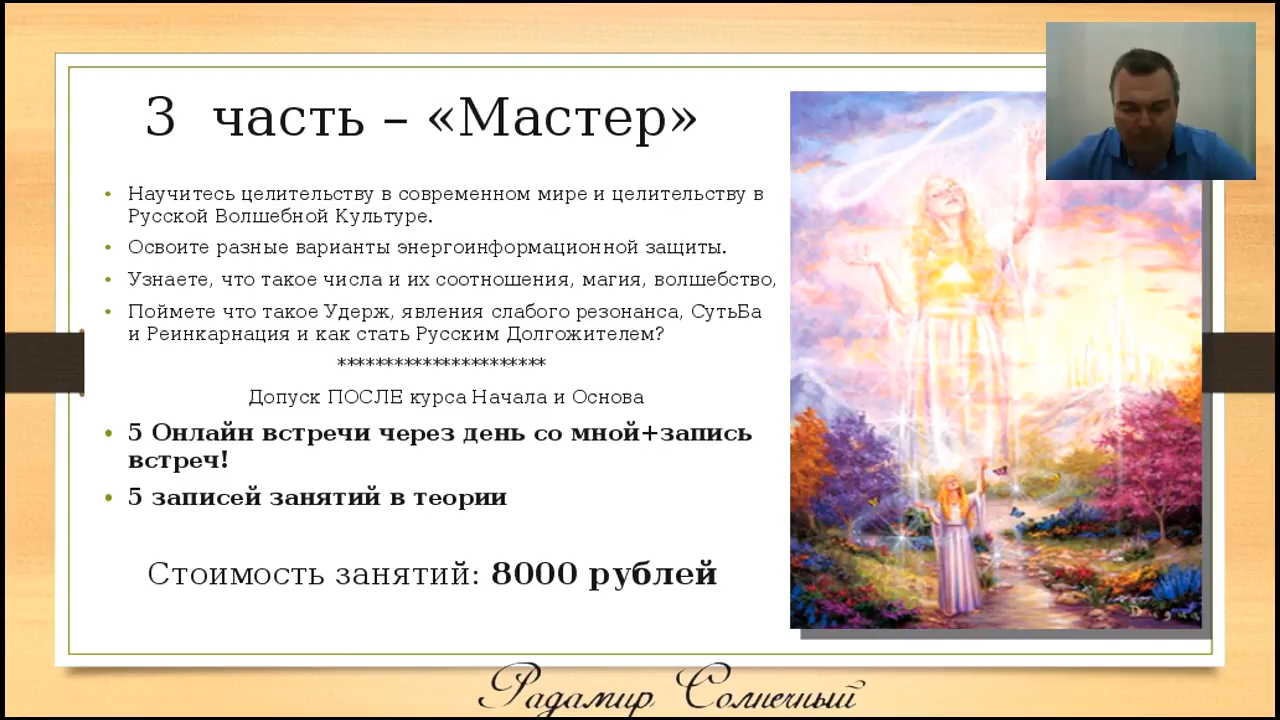 3 часть – «Мастер»
• Научитесь целительству в современном мире и целительству в
Русской Волшебной Культуре.
• Освоите разные варианты энергоинформационной защиты.
• Узнаете, что такое числа и их соотношения, магия, волшебство,
• Поймете что такое Удерж, явления слабого резонанса, СутьБа
и Реинкарнация и как стать Русским Долгожителем?
**********************
Допуск ПОСЛЕ курса Начала и Основа
• 5 Онлайн встречи через день со мной+запись
встреч!
• 5 записей занятий в теории
Стоимость занятий: 8000 рублей
Радамир Солнечный